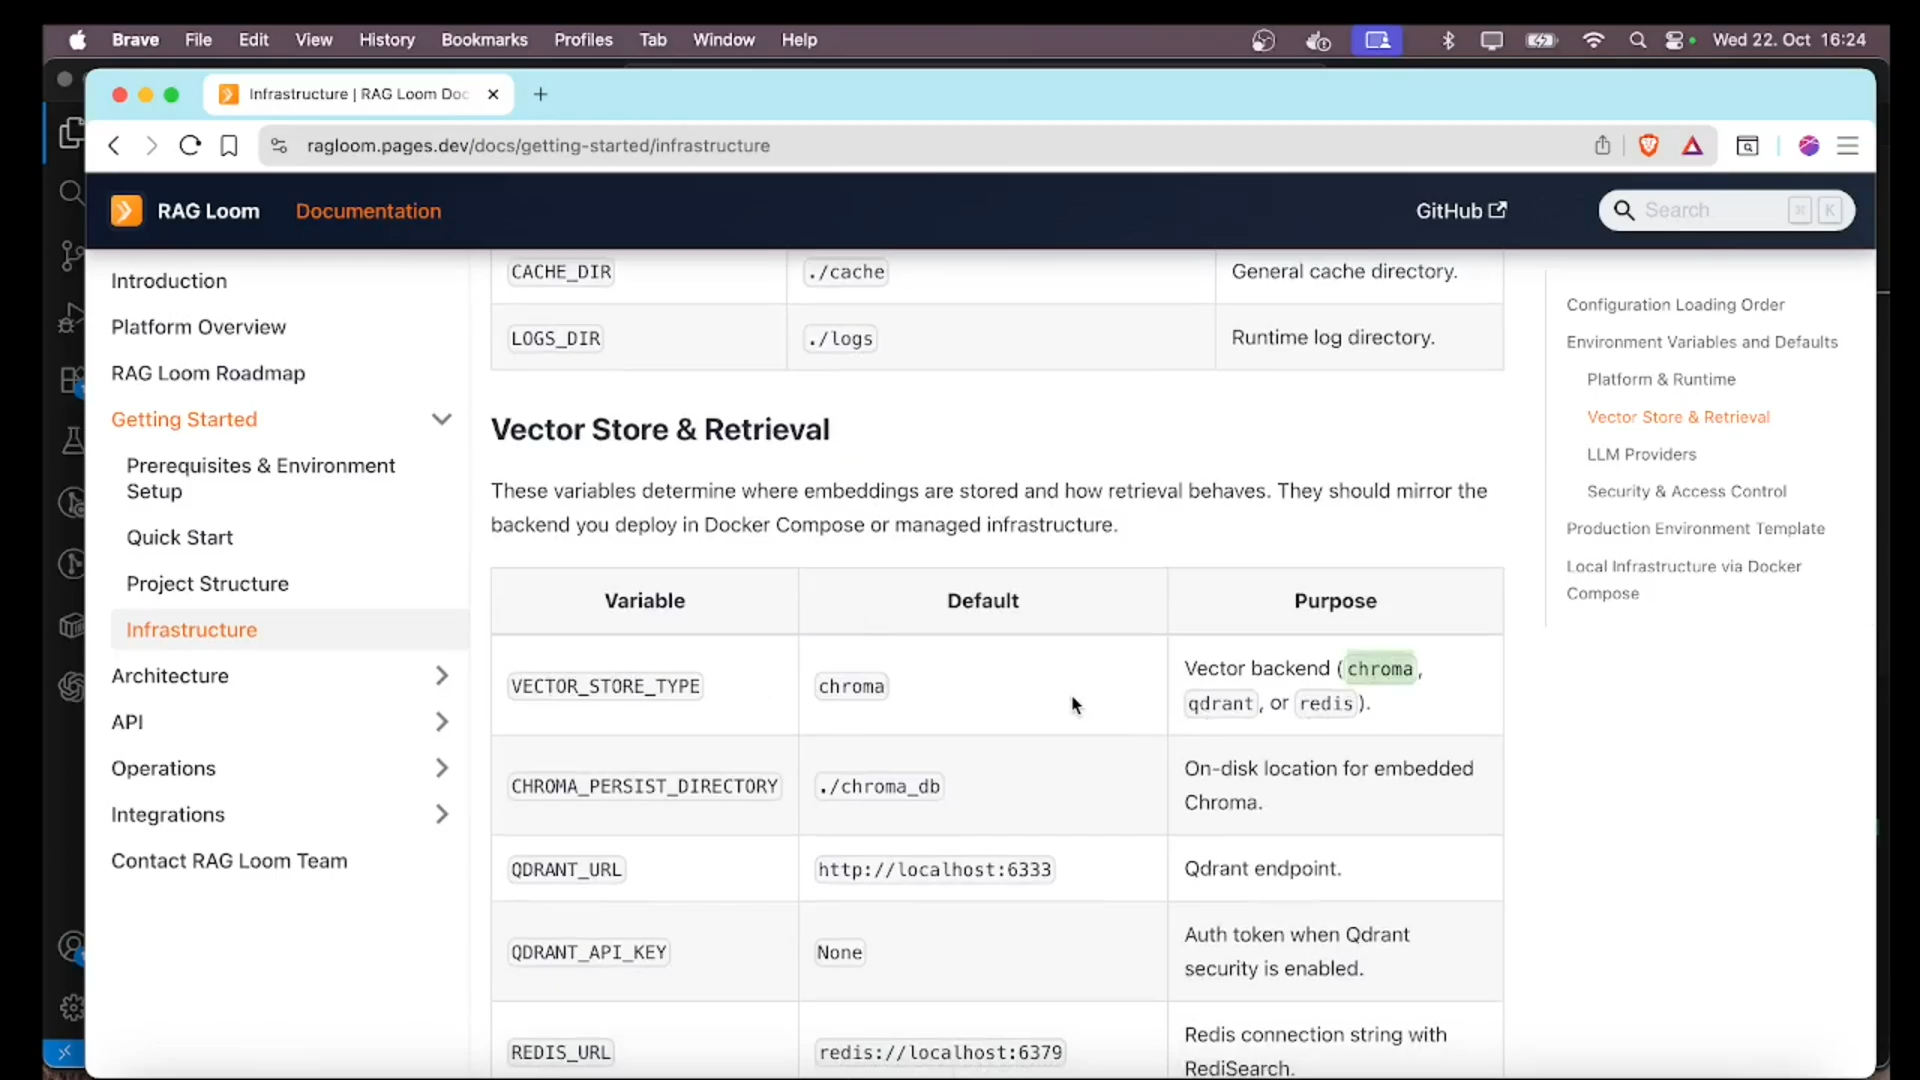 Brave File Edit View History Bookmarks Profiles Tab Window Help Wed 22. Oct 16:24
Infrastructure | RAG Loom Doc
ragloom.pages.dev/docs/getting-started/infrastructure
RAG Loom Documentation GitHub Search K
Introduction
Platform Overview
RAG Loom Roadmap
Getting Started
Prerequisites & Environment
Setup
Quick Start
Project Structure
Infrastructure
Architecture
API
Operations
Integrations
Contact RAG Loom Team
CACHE_DIR ./cache General cache directory.
LOGS_DIR ./logs Runtime log directory.
Vector Store & Retrieval
These variables determine where embeddings are stored and how retrieval behaves. They should mirror the
backend you deploy in Docker Compose or managed infrastructure.
Variable Default Purpose
VECTOR_STORE_TYPE chroma Vector backend (chroma,
qdrant, or redis).
CHROMA_PERSIST_DIRECTORY ./chroma_db On-disk location for embedded
Chroma.
QDRANT_URL http://localhost:6333 Qdrant endpoint.
QDRANT_API_KEY None Auth token when Qdrant
security is enabled.
REDIS_URL redis://localhost:6379 Redis connection string with
RediSearch.
Configuration Loading Order
Environment Variables and Defaults
Platform & Runtime
Vector Store & Retrieval
LLM Providers
Security & Access Control
Production Environment Template
Local Infrastructure via Docker
Compose